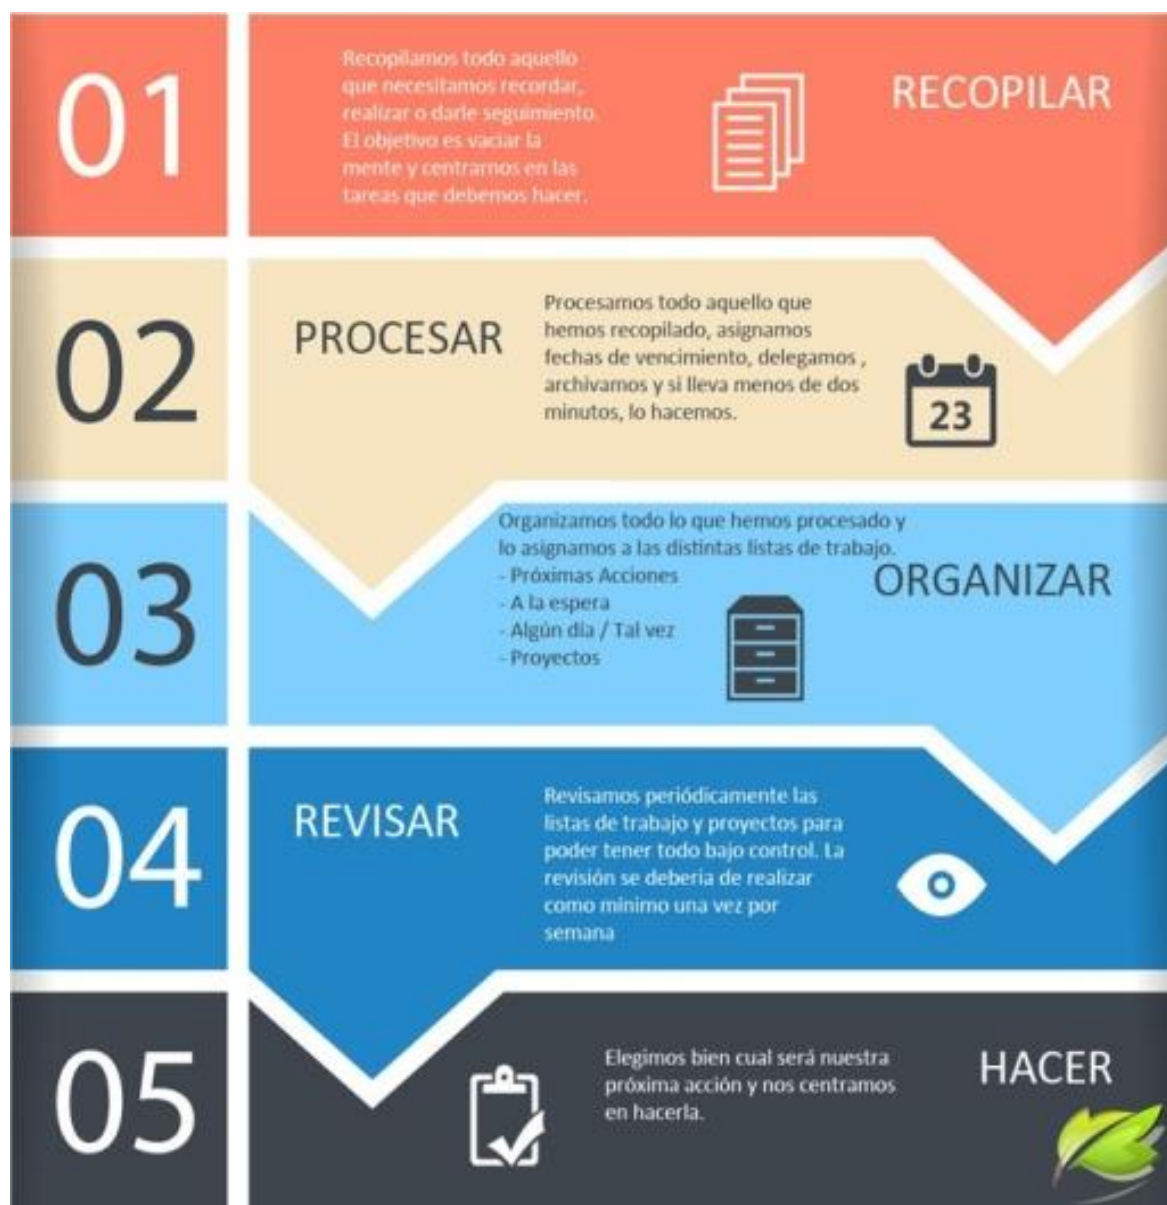 01
Recopilamos todo aquello
que necesitamos recordar,
realizar o darle seguimiento.
El objetivo es vaciar la
mente y centrarnos en las
tareas que debemos hacer.
RECOPILAR
02
PROCESAR
Procesamos todo aquello que
hemos recopilado, asignamos
fechas de vencimiento, delegamos ,
archivamos y si lleva menos de dos
minutos, lo hacemos.
23
03
Organizamos todo lo que hemos procesado y
lo asignamos a las distintas listas de trabajo.
- Próximas Acciones
- A la espera
- Algún día / Tal vez
- Proyectos
ORGANIZAR
04
REVISAR
Revisamos periódicamente las
listas de trabajo y proyectos para
poder tener todo bajo control. La
revisión se deberia de realizar
como mínimo una vez por
semana
05
Elegimos bien cual será nuestra
próxima acción y nos centramos
en hacerla.
HACER